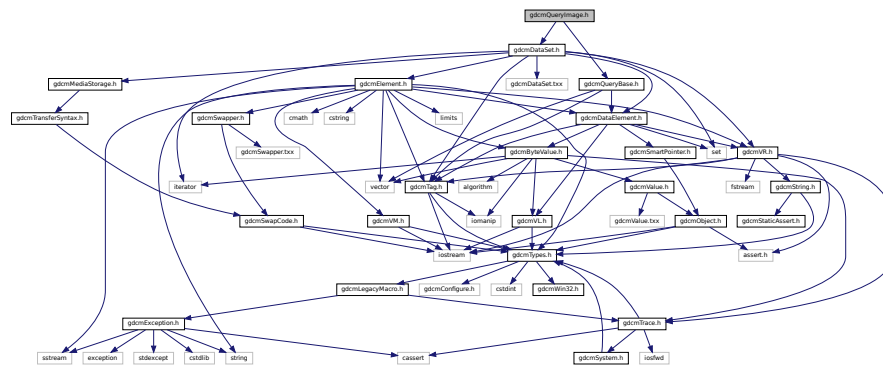 gdcmQueryImage.h
gdcmDataSet.h
gdcmMediaStorage.h
gdcmElement.h
gdcmDataSet.txx
gdcmQueryBase.h
gdcmTransferSyntax.h
gdcmSwapper.h
cmath
cstring
limits
gdcmDataElement.h
gdcmSwapper.txx
gdcmByteValue.h
gdcmSmartPointer.h
set
gdcmVR.h
iterator
vector
gdcmTag.h
algorithm
gdcmValue.h
fstream
gdcmString.h
gdcmSwapCode.h
gdcmVM.h
iomanip
gdcmVL.h
gdcmValue.txx
gdcmObject.h
gdcmStaticAssert.h
iostream
gdcmTypes.h
assert.h
gdcmLegacyMacro.h
gdcmConfigure.h
cstdint
gdcmWin32.h
gdcmException.h
gdcmTrace.h
sstream
exception
stdexcept
cstdlib
string
cassert
gdcmSystem.h
iosfwd